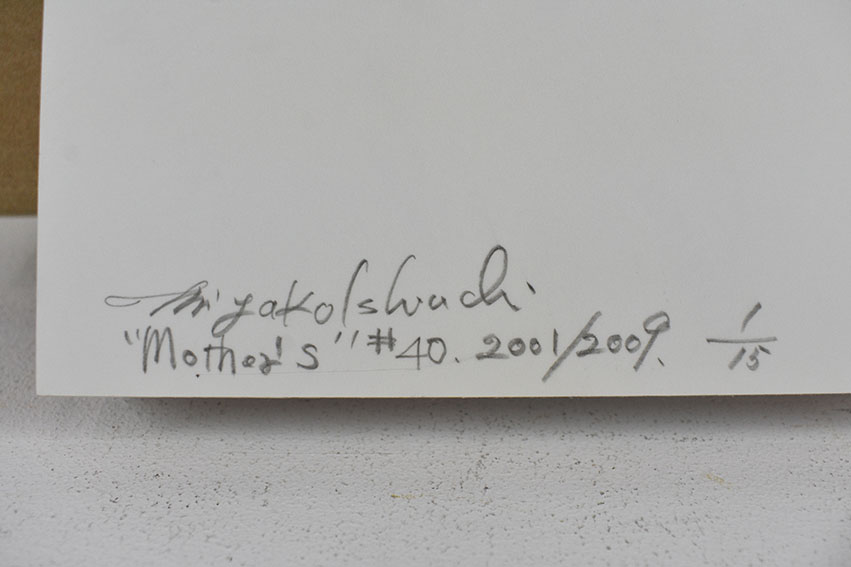 Miyako Ishiuchi
"Mother's" #40. 2001/2009. 1/15